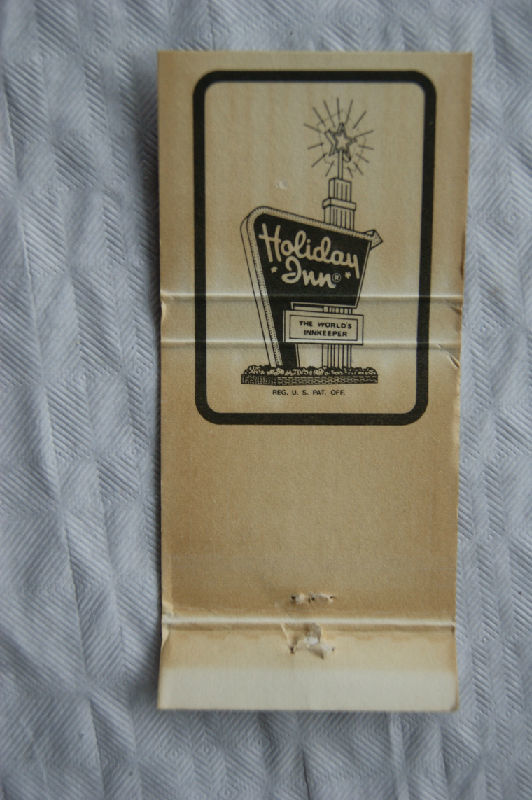 Holiday
Inn®
THE WORLD'S
INNKEEPER
REG. U. S. PAT. OFF.